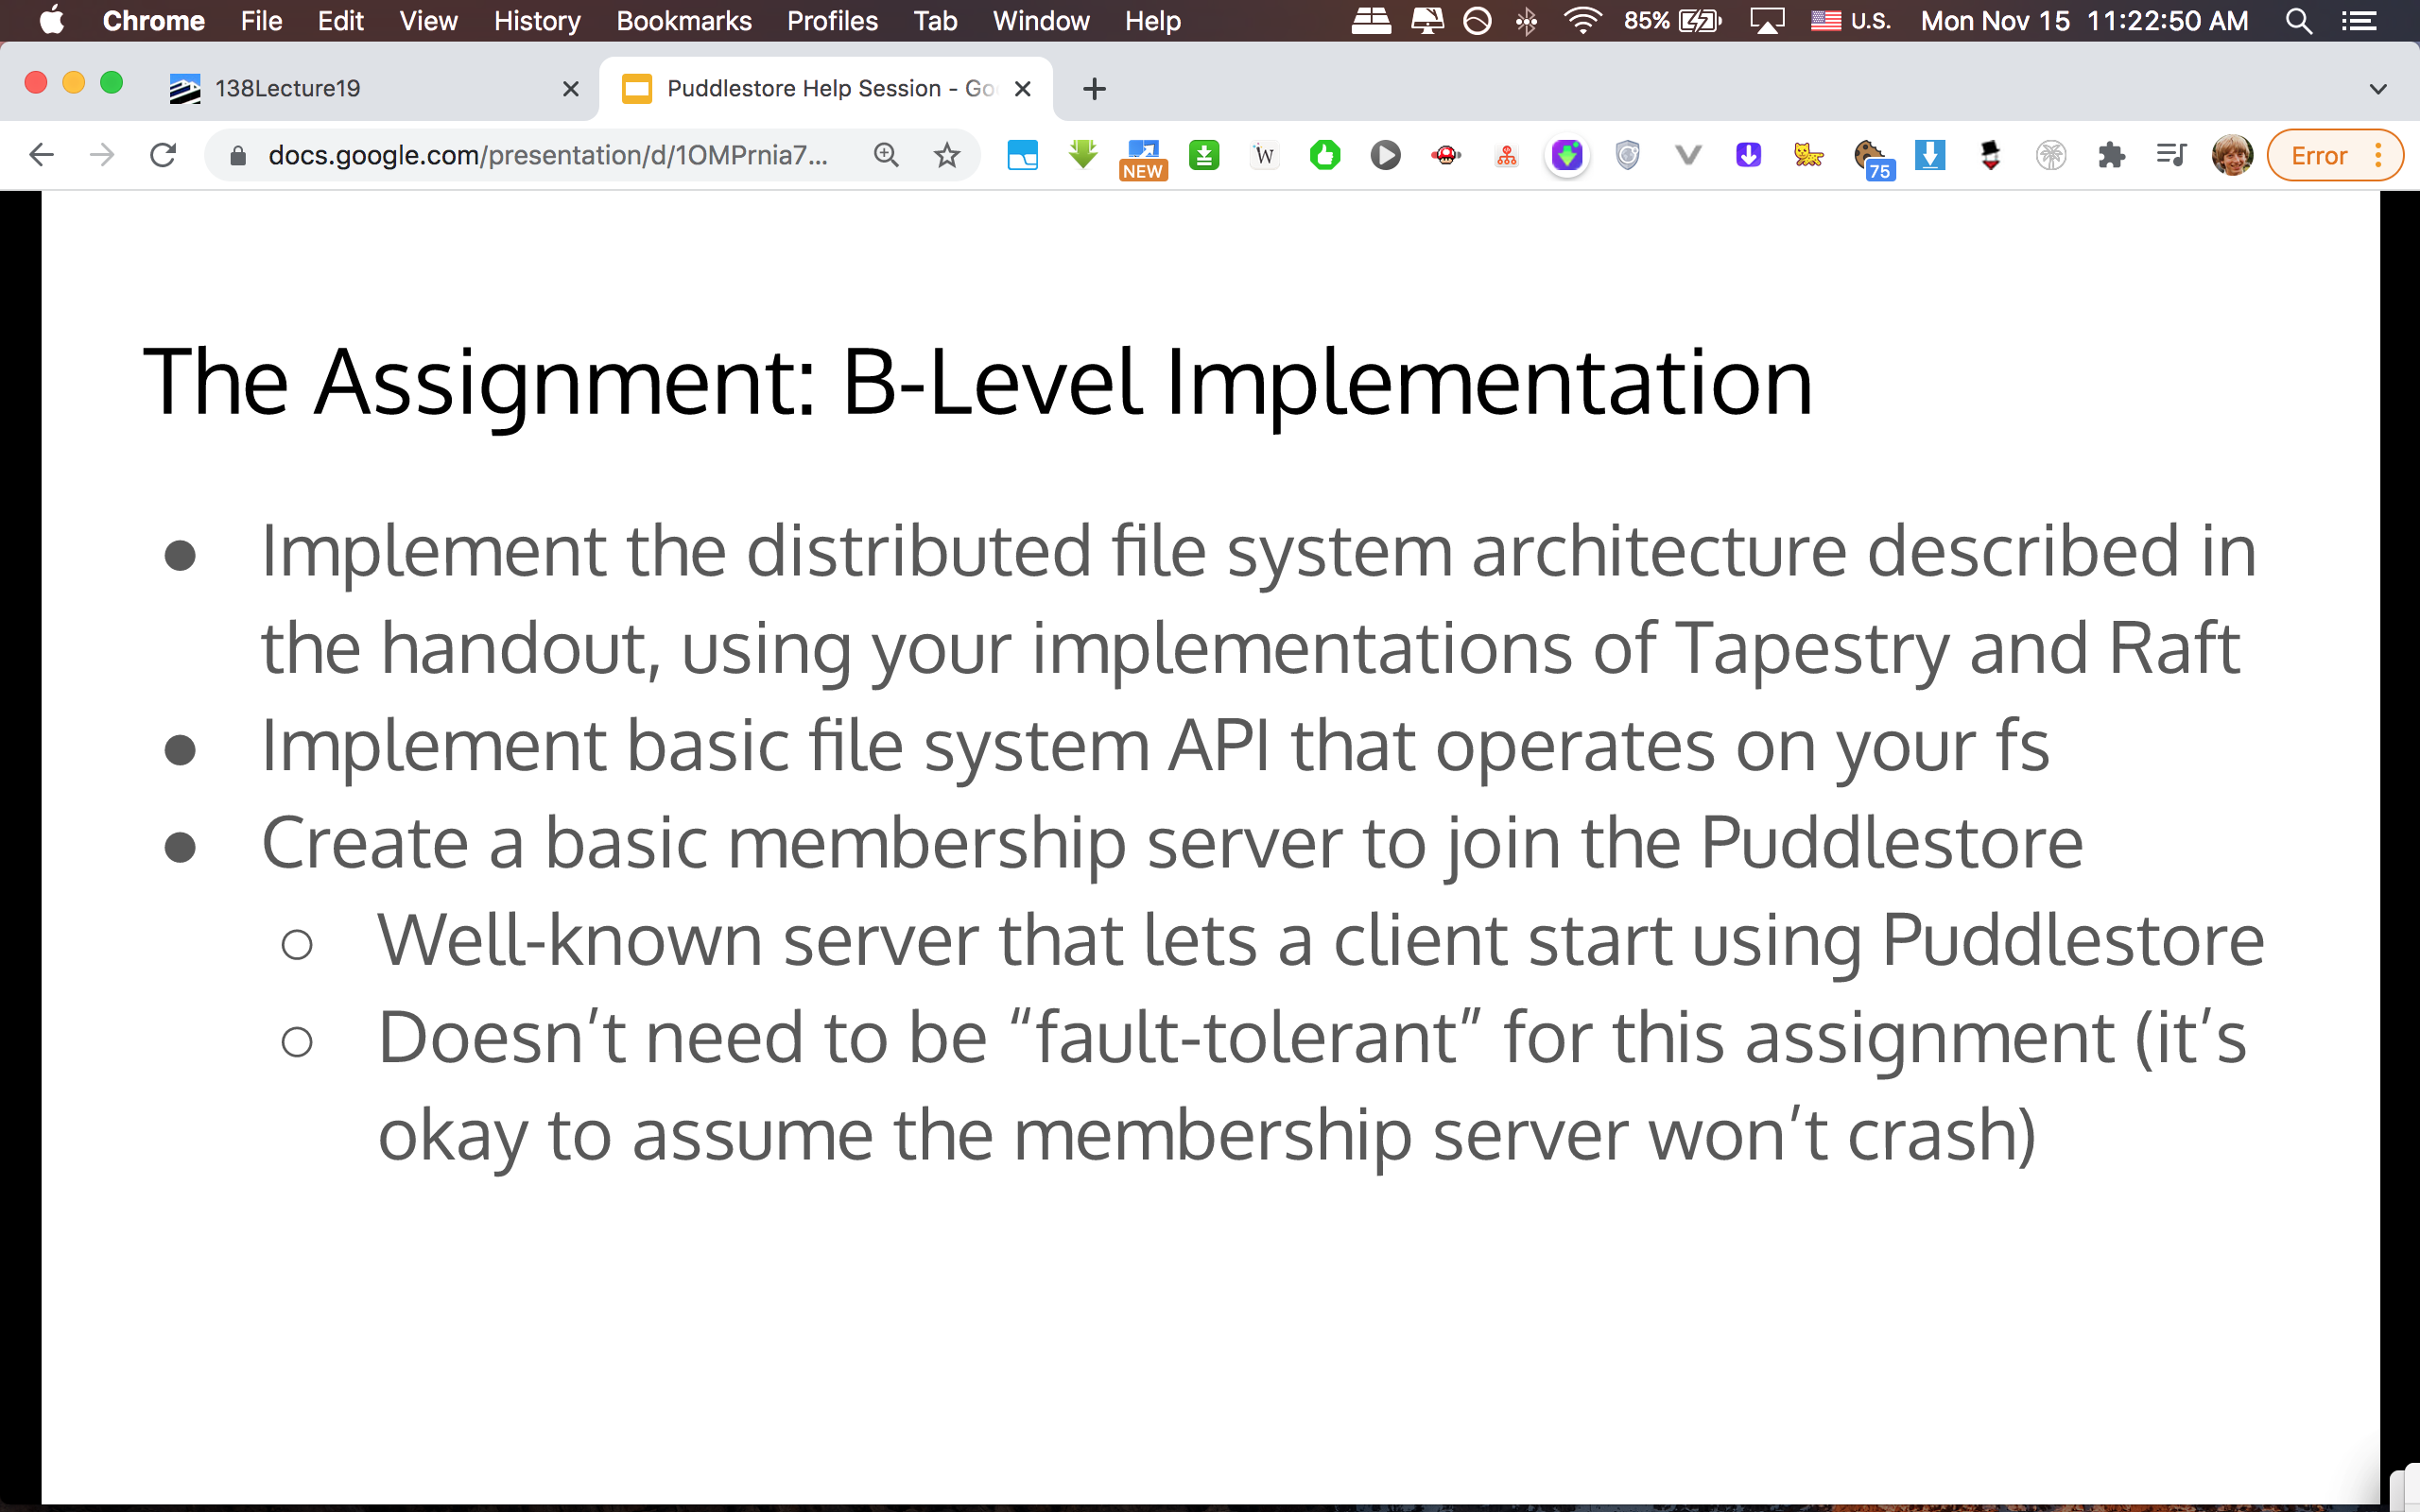 Chrome File Edit View History Bookmarks Profiles Tab Window Help 85% U.S. Mon Nov 15 11:22:50 AM
138Lecture19 Puddlestore Help Session - Go
docs.google.com/presentation/d/1OMPrnia7... NEW W 75 Error
The Assignment: B-Level Implementation
● Implement the distributed file system architecture described in
the handout, using your implementations of Tapestry and Raft
● Implement basic file system API that operates on your fs
● Create a basic membership server to join the Puddlestore
○ Well-known server that lets a client start using Puddlestore
○ Doesn’t need to be “fault-tolerant” for this assignment (it’s
okay to assume the membership server won’t crash)